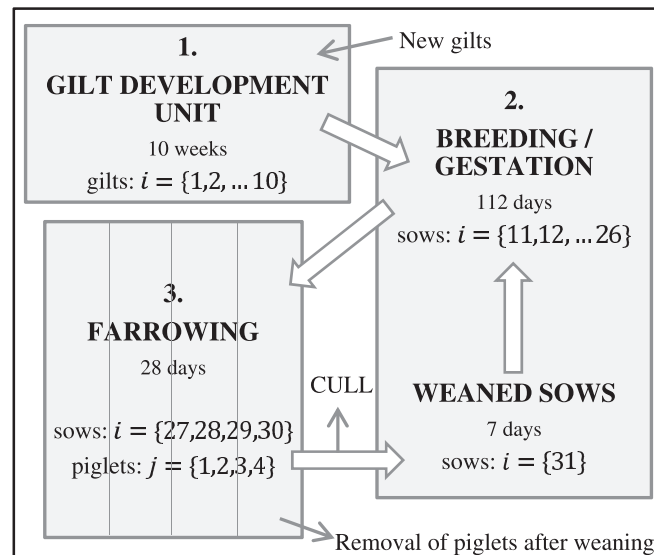 New gilts
1.
GILT DEVELOPMENT
UNIT
10 weeks
gilts: i = {1,2, … 10}
2.
BREEDING /
GESTATION
112 days
sows: i = {11,12, … 26}
3.
FARROWING
28 days
sows: i = {27,28,29,30}
piglets: j = {1,2,3,4}
CULL
WEANED SOWS
7 days
sows: i = {31}
Removal of piglets after weaning